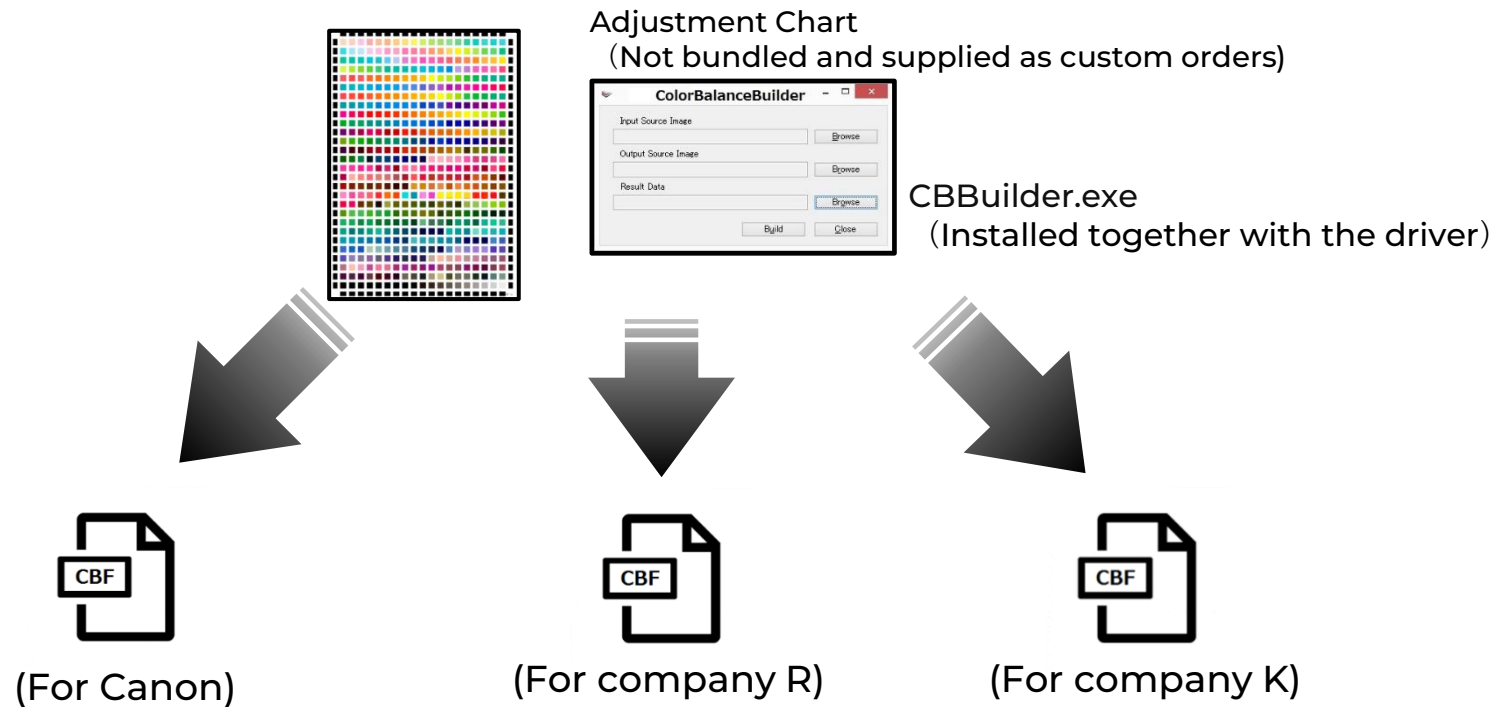 Adjustment Chart
（Not bundled and supplied as custom orders)
ColorBalanceBuilder
Input Source Image
Browse
Output Source Image
Browse
Result Data
Browse
Build
Close
CBBuilder.exe
（Installed together with the driver）
CBF
CBF
CBF
(For Canon)
(For company R)
(For company K)